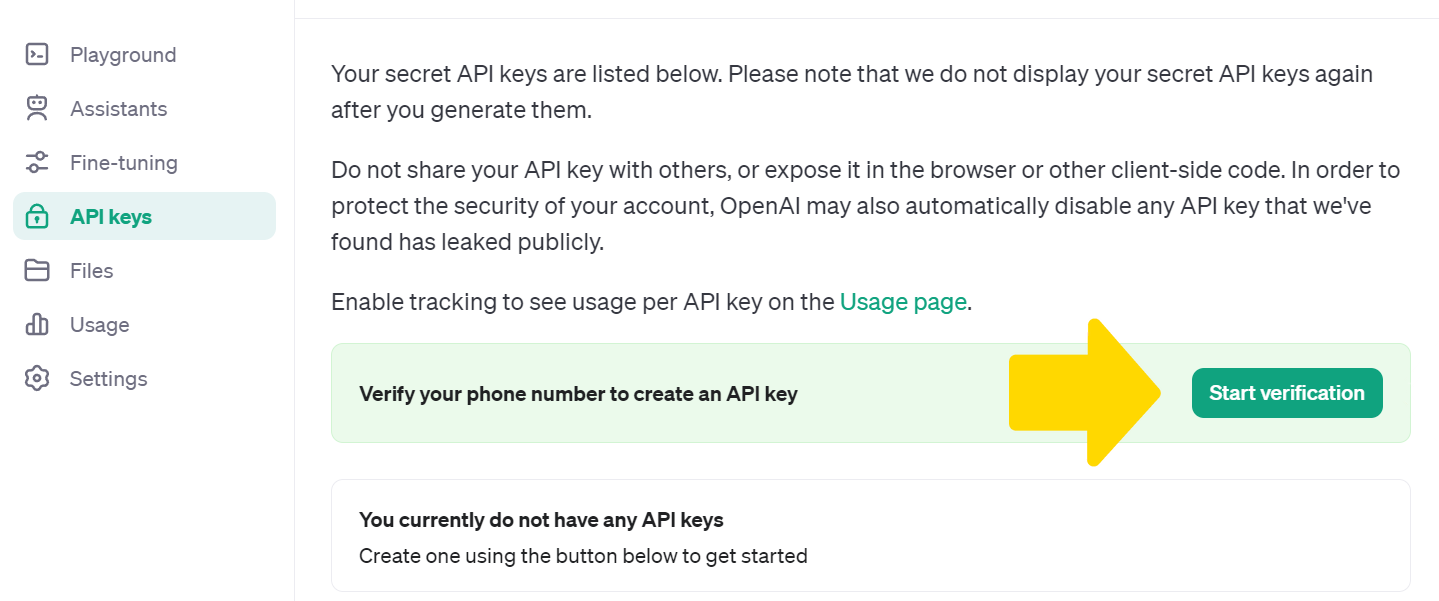 Playground
Assistants
Fine-tuning
API keys
Files
Usage
Settings
Your secret API keys are listed below. Please note that we do not display your secret API keys again
after you generate them.
Do not share your API key with others, or expose it in the browser or other client-side code. In order to
protect the security of your account, OpenAI may also automatically disable any API key that we've
found has leaked publicly.
Enable tracking to see usage per API key on the Usage page.
Verify your phone number to create an API key
Start verification
You currently do not have any API keys
Create one using the button below to get started